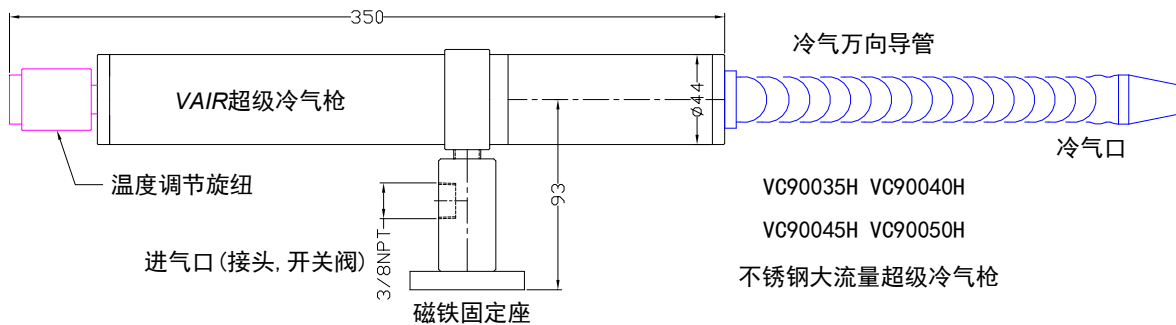 350
冷气万向导管
VAIR超级冷气枪
Ø44
冷气口
温度调节旋纽
93
VC90035H VC90040H
VC90045H VC90050H
进气口(接头,开关阀)
3/8NPT
不锈钢大流量超级冷气枪
磁铁固定座